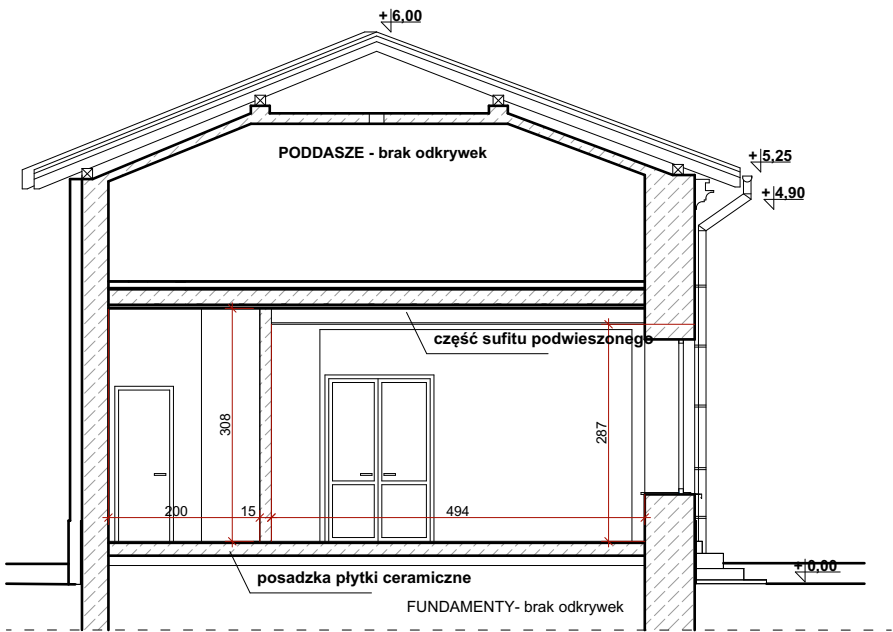 +6,00
PODDASZE - brak odkrywek
+5,25
+4,90
część sufitu podwieszonego
308
287
200
15
494
+0,00
posadzka płytki ceramiczne
FUNDAMENTY- brak odkrywek